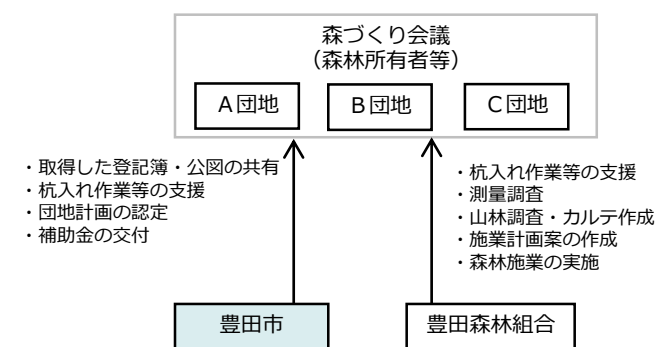 森づくり会議
（森林所有者等）
A団地
B団地
C団地
・取得した登記簿・公図の共有
・杭入れ作業等の支援
・団地計画の認定
・補助金の交付
・杭入れ作業等の支援
・測量調査
・山林調査・カルテ作成
・施業計画案の作成
・森林施業の実施
豊田市
豊田森林組合